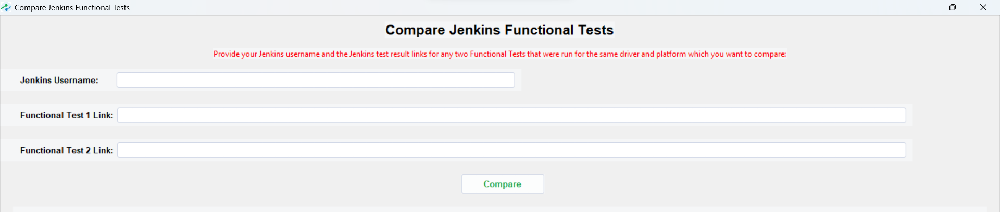 Compare Jenkins Functional Tests
Compare Jenkins Functional Tests
Provide your Jenkins username and the Jenkins test result links for any two Functional Tests that were run for the same driver and platform which you want to compare:
Jenkins Username:
Functional Test 1 Link:
Functional Test 2 Link:
Compare